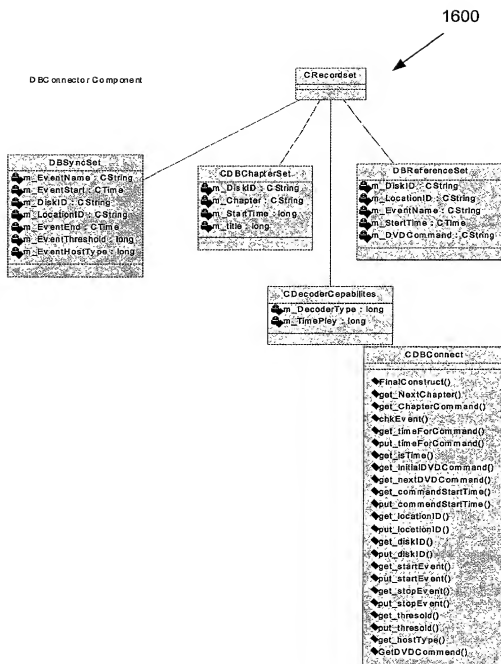 1600
DBConnector Component
CRecordset
DBSyncSet
m_EventName : CString
m_EventStart : CTime
m_DiskID : CString
m_LocationID : CString
m_EventEnd : CTime
m_EventThreshold : long
m_EventHostType : long
CDBChapterSet
m_DiskID : CString
m_Chapter : CString
m_StartTime : long
m_title : long
DBReferenceSet
m_DiskID : CString
m_LocationID : CString
m_EventName : CString
m_StartTime : CTime
m_DVDCommand : CString
CDecoderCapabilites
m_DecoderType : long
m_TimePlay : long
CDBConnect
FinalConstruct()
get_NextChapter()
get_ChapterCommand()
chkEvent()
get_timeForCommand()
put_timeForCommand()
get_isTime()
get_initialDVDCommand()
get_nextDVDCommand()
get_commandStartTime()
put_commendStartTime()
get_locationID()
put_locetionID()
get_diskID()
put_diskID()
get_startEvent()
put_startEvent()
get_stopEvent()
put_stopEvent()
get_thresold()
put_thresold()
get_hostType()
GetDVDCommend()